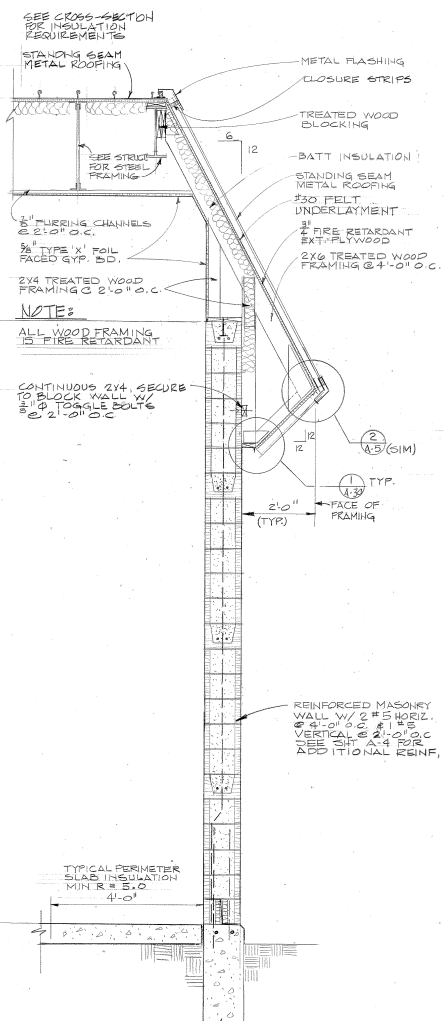 SEE CROSS-SECTION
FOR INSULATION
REQUIREMENTS
STANDING SEAM
METAL ROOFING
METAL FLASHING
CLOSURE STRIPS
TREATED WOOD
BLOCKING
6
12
SEE STRUCT
FOR STEEL
FRAMING
BATT INSULATION
STANDING SEAM
METAL ROOFING
#30 FELT
UNDERLAYMENT
3/4" FIRE RETARDANT
EXT. PLYWOOD
2X6 TREATED WOOD
FRAMING @ 4'-0" O.C.
7/8" FURRING CHANNELS
@ 2'-0" O.C.
5/8" TYPE 'X' FOIL
FACED GYP. BD.
2X4 TREATED WOOD
FRAMING @ 2'-0" O.C.
NOTE:
ALL WOOD FRAMING
IS FIRE RETARDANT
CONTINUOUS 2X4, SECURE
TO BLOCK WALL W/
3/8" Φ TOGGLE BOLTS
@ 2'-0" O.C
12
12
2
A-5 (SIM)
1 TYP.
2'-0"
(TYP.)
FACE OF
FRAMING
REINFORCED MASONRY
WALL W/ 2 #5 HORIZ.
@ 4'-0" O.C. & 1 #5
VERTICAL @ 2'-0" O.C
SEE SHT A-4 FOR
ADDITIONAL REINF,
TYPICAL PERIMETER
SLAB INSULATION
MIN R = 5.0
4'-0"